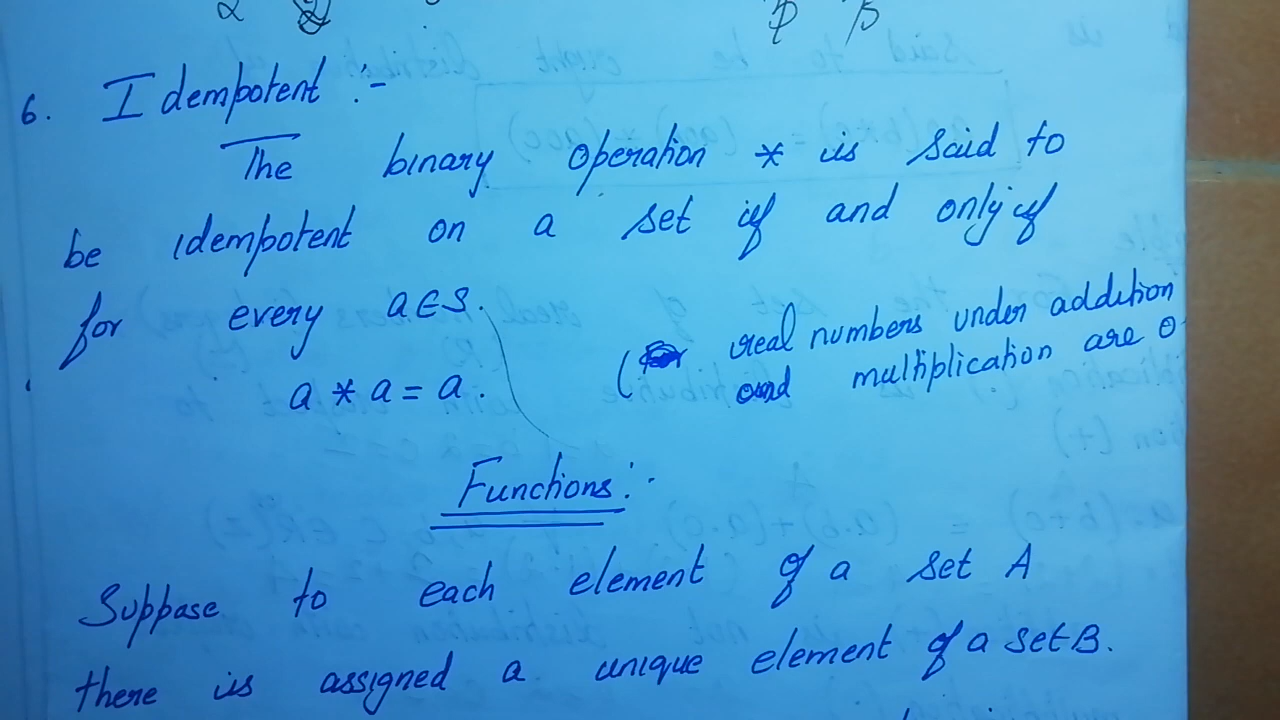 6. Idempotent :-
The binary operation * is said to
be idempotent on a set if and only if
for every a∈S.
a * a = a.
( real numbers under addition
and multiplication are 0
Functions :-
Suppase to each element of a set A
there is assigned a unique element of a set B.